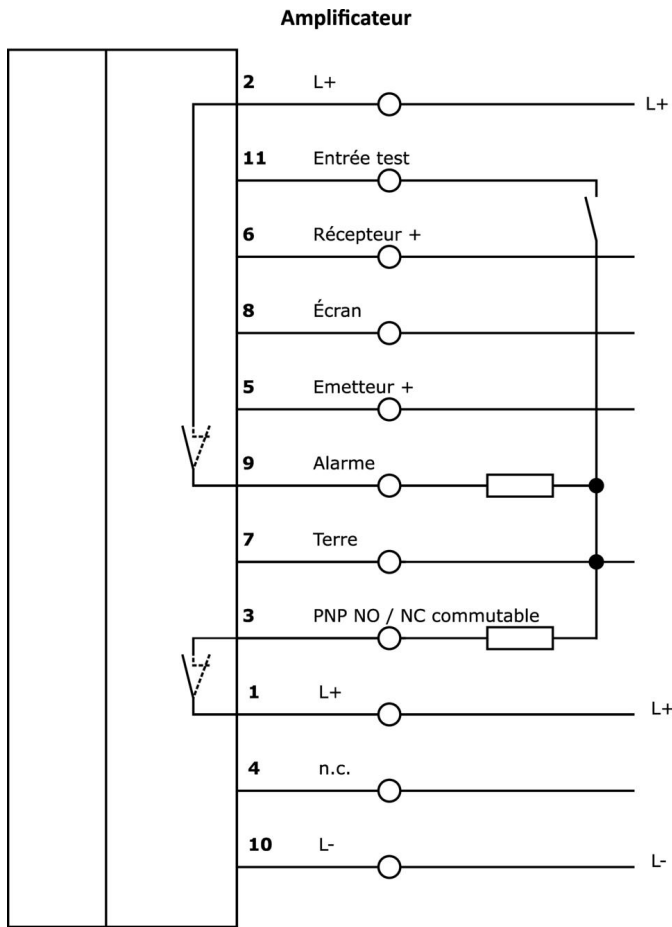 Amplificateur
2 L+
L+
11 Entrée test
6 Récepteur +
8 Écran
5 Emetteur +
9 Alarme
7 Terre
3 PNP NO / NC commutable
1 L+
L+
4 n.c.
10 L-
L-